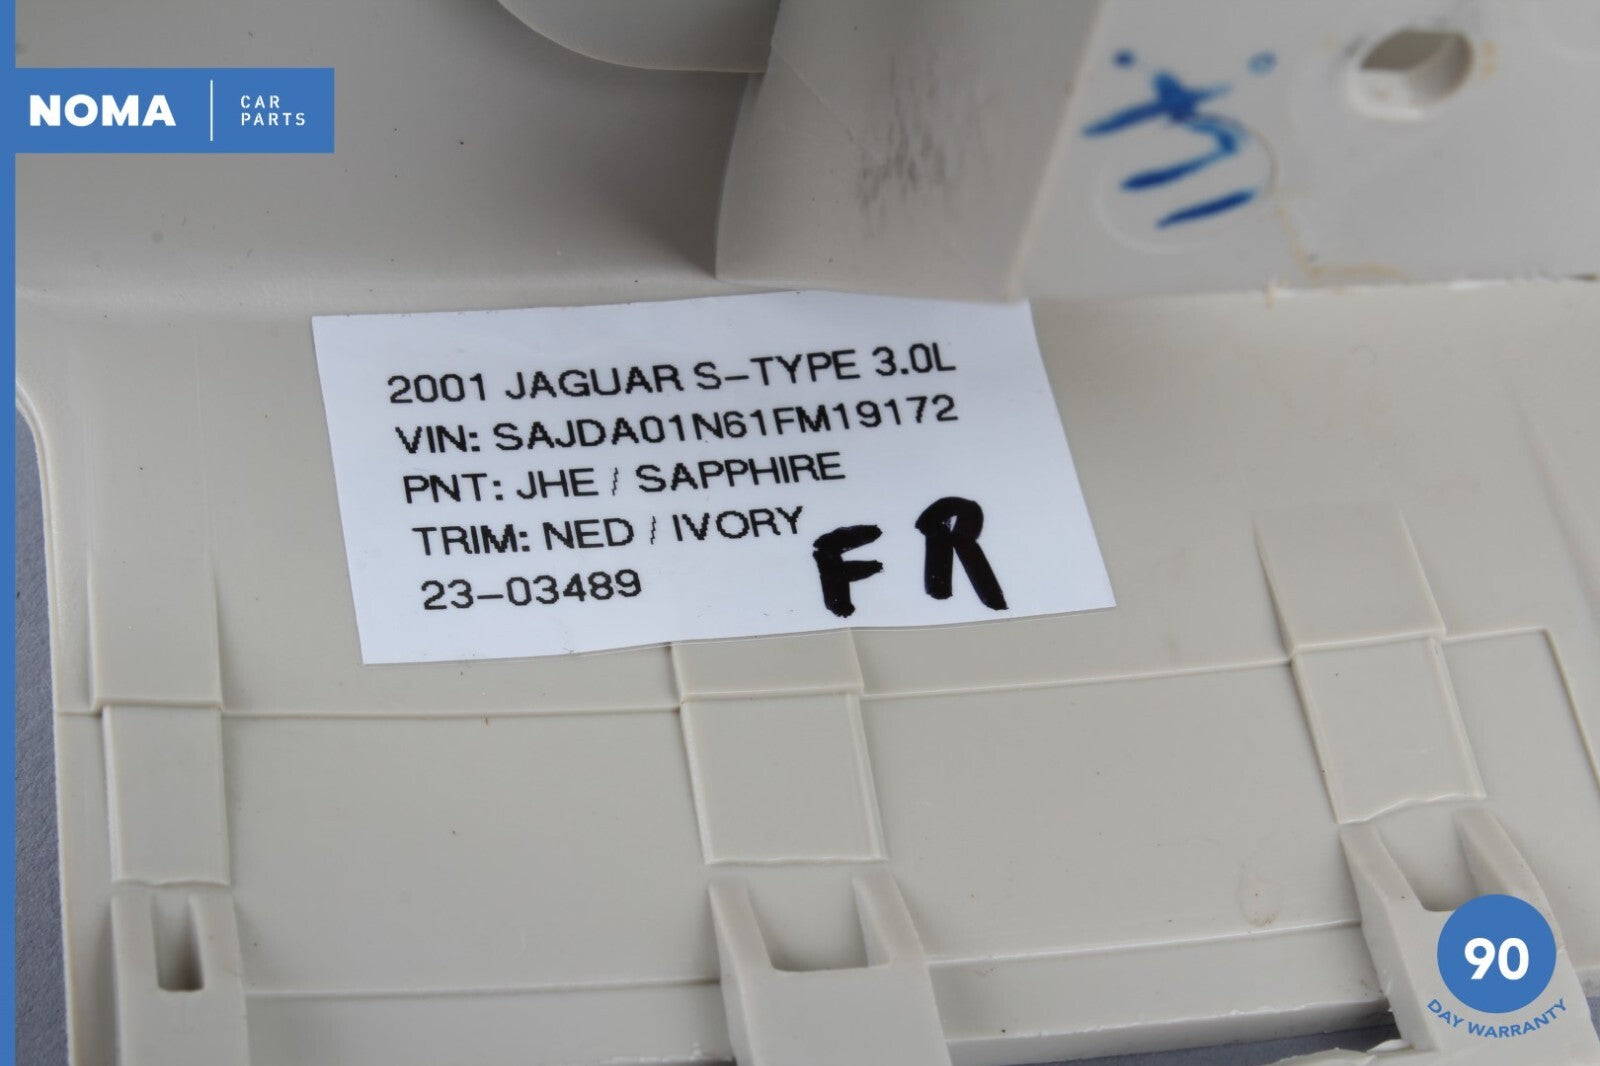 NOMA
CAR
PARTS
2001 JAGUAR S-TYPE 3.0L
VIN: SAJDA01N61FM19172
PNT: JHE / SAPPHIRE
TRIM: NED / IVORY
23-03489
FR
90
DAY WARRANTY